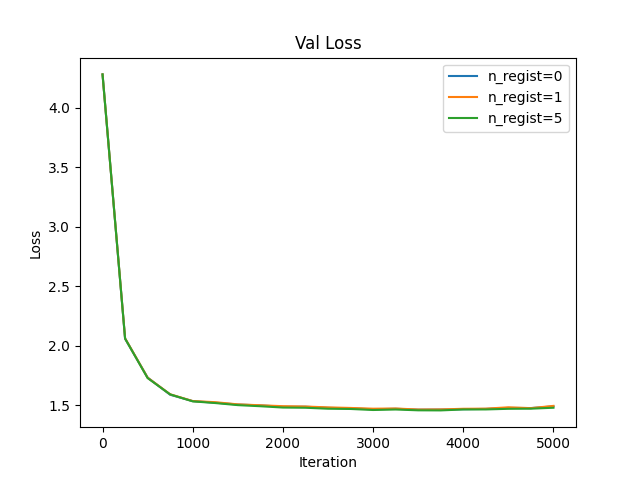 Val Loss
n_regist=0
n_regist=1
n_regist=5
4.0
3.5
3.0
2.5
2.0
1.5
Loss
0 1000 2000 3000 4000 5000
Iteration